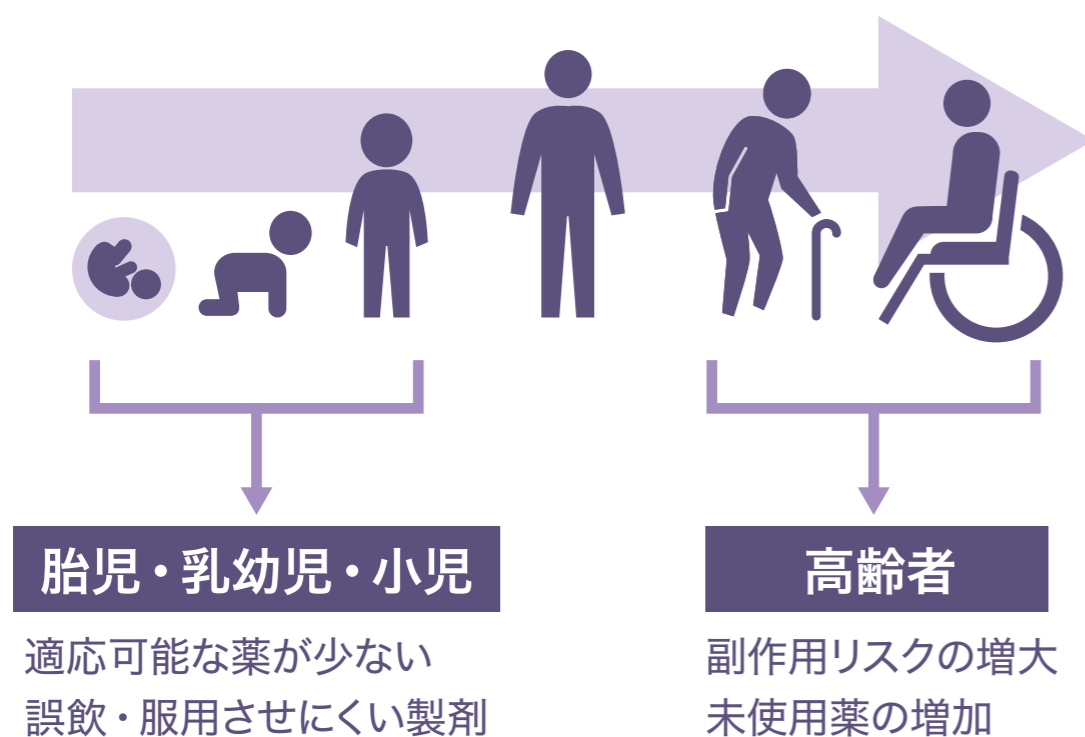 胎児・乳幼児・小児
適応可能な薬が少ない
誤飲・服用させにくい製剤
高齢者
副作用リスクの増大
未使用薬の増加